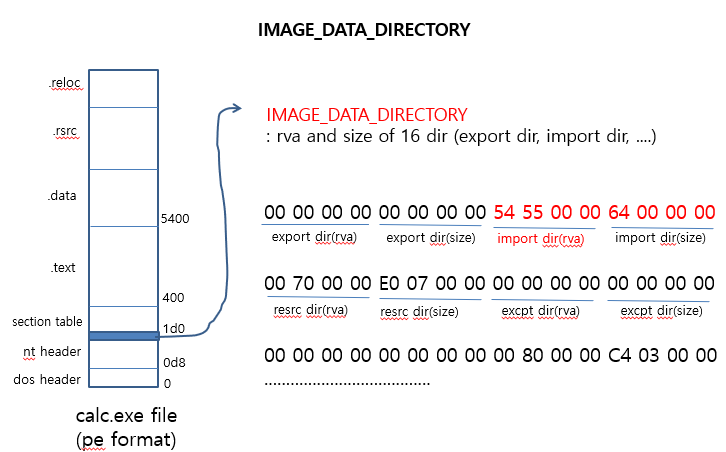 IMAGE_DATA_DIRECTORY
.reloc
.rsrc
.data
5400
.text
400
section table
1d0
nt header
0d8
dos header
0
calc.exe file
(pe format)
IMAGE_DATA_DIRECTORY
: rva and size of 16 dir (export dir, import dir, ....)
00 00 00 00 00 00 00 00 54 55 00 00 64 00 00 00
export dir(rva) export dir(size) import dir(rva) import dir(size)
00 70 00 00 E0 07 00 00 00 00 00 00 00 00 00 00
resrc dir(rva) resrc dir(size) excpt dir(rva) excpt dir(size)
00 00 00 00 00 00 00 00 00 80 00 00 C4 03 00 00
......................................